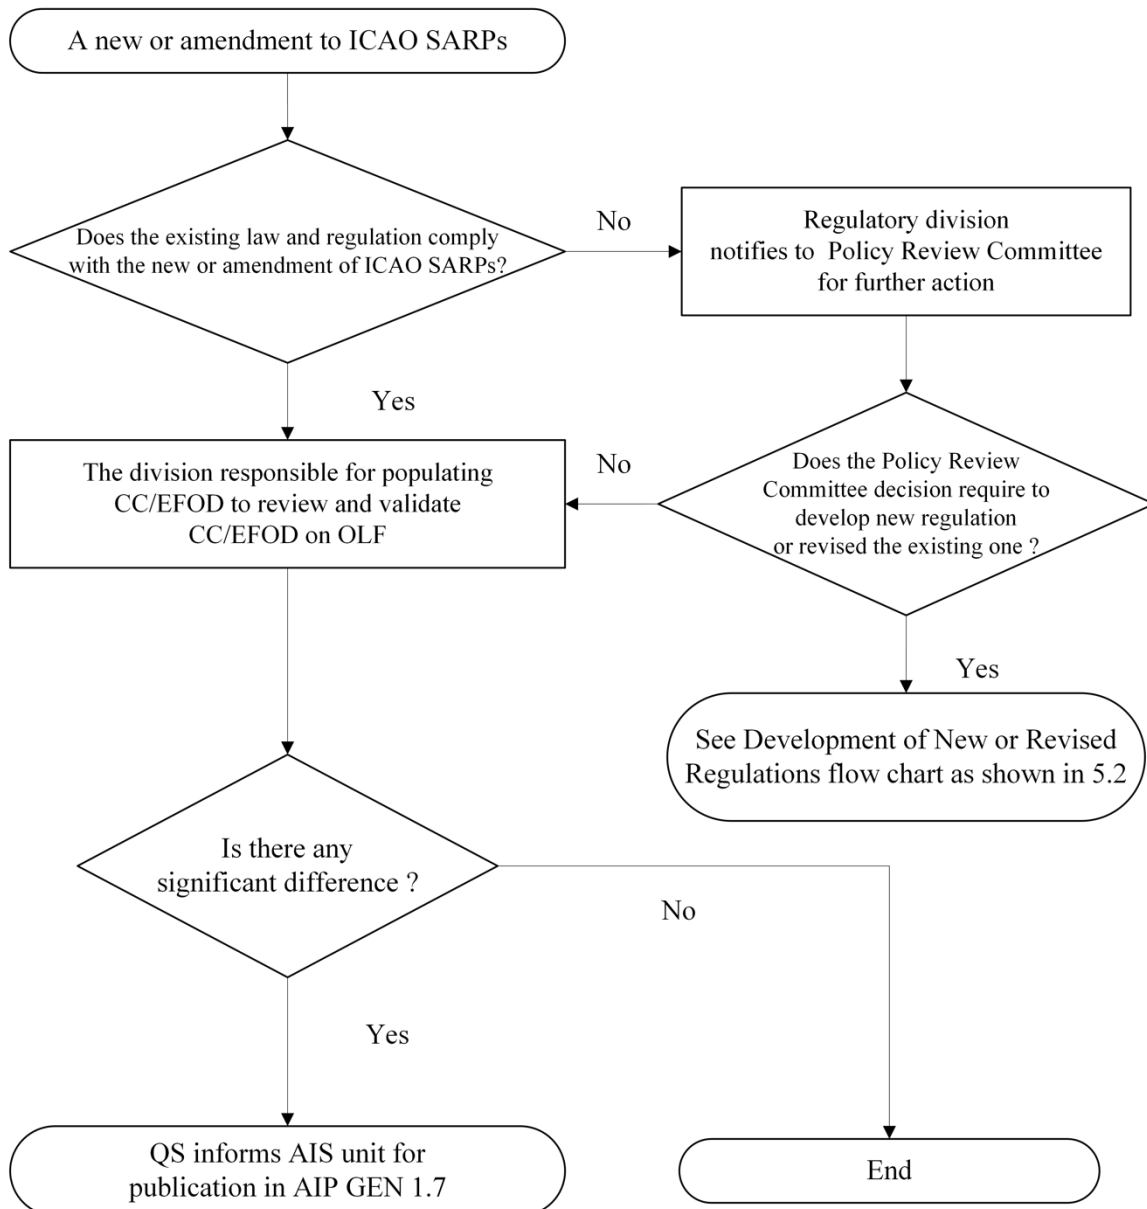 A new or amendment to ICAO SARPs
Does the existing law and regulation comply
with the new or amendment of ICAO SARPs?
No
Regulatory division
notifies to Policy Review Committee
for further action
Yes
The division responsible for populating
CC/EFOD to review and validate
CC/EFOD on OLF
No
Does the Policy Review
Committee decision require to
develop new regulation
or revised the existing one ?
Yes
See Development of New or Revised
Regulations flow chart as shown in 5.2
Is there any
significant difference ?
No
Yes
QS informs AIS unit for
publication in AIP GEN 1.7
End